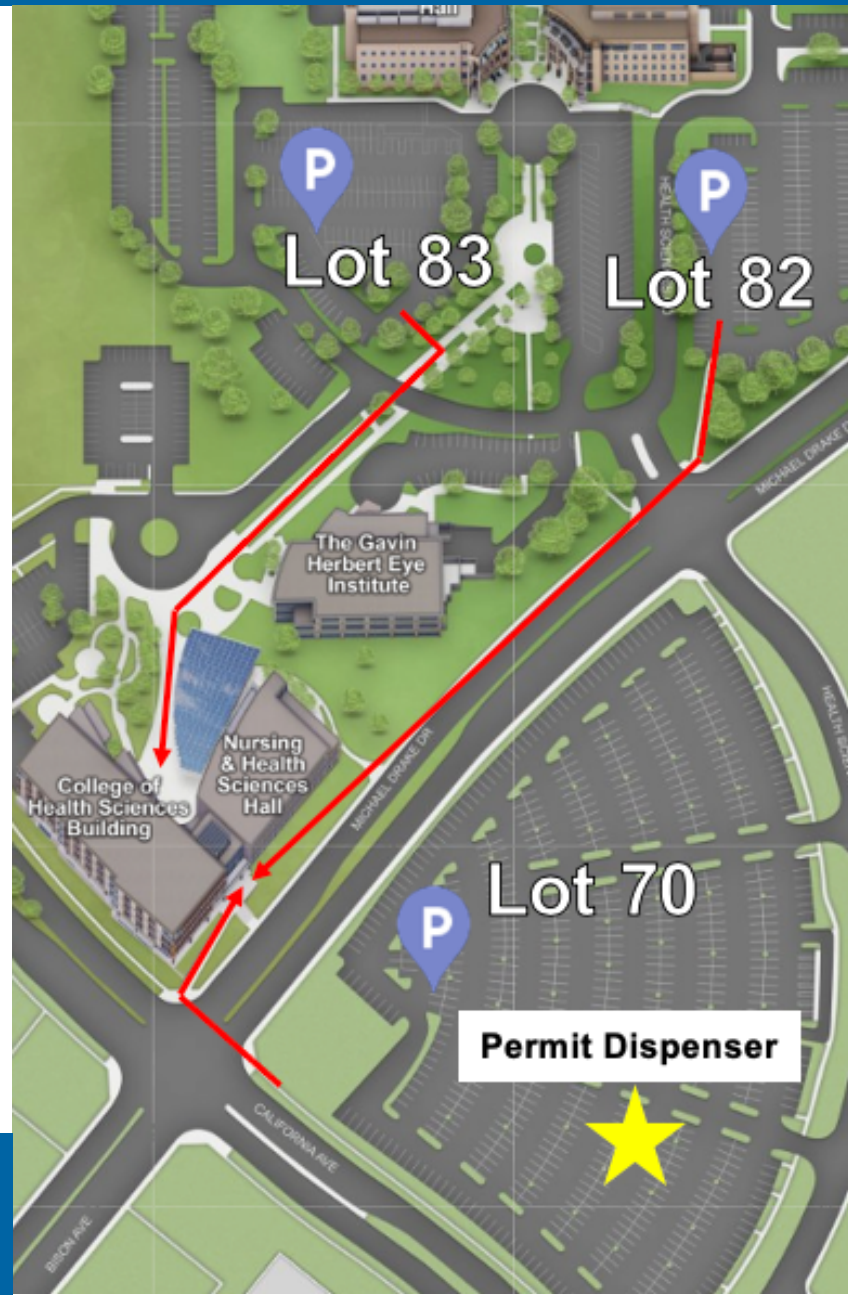 Hall
P
P
Lot 83
Lot 82
MICHAEL DRAKE D
The Gavin
Herbert Eye
Institute
Nursing
& Health
Sciences
Hall
College of
Health Sciences
Building
MICHAEL DRAKE DR
HEALTH
P
Lot 70
Permit Dispenser
CALIFORNIA AVE
BISON AVE